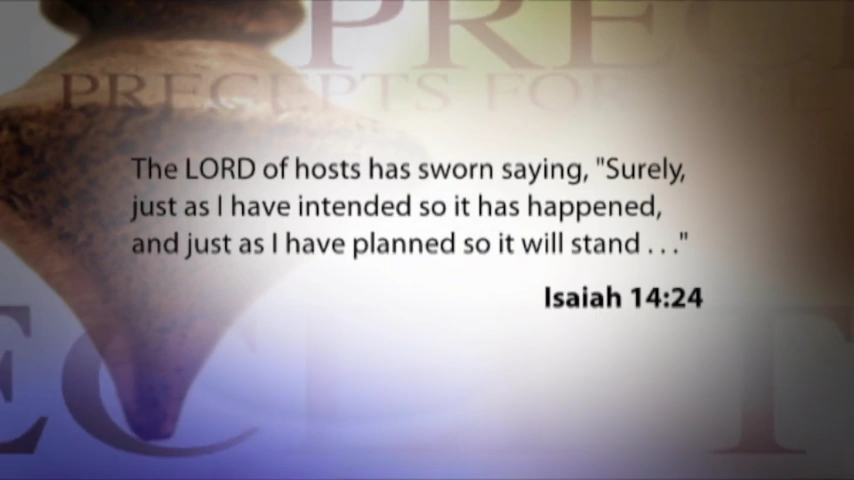 PREC
PRECEPTS FOR
The LORD of hosts has sworn saying, "Surely,
just as I have intended so it has happened,
and just as I have planned so it will stand . . ."
Isaiah 14:24